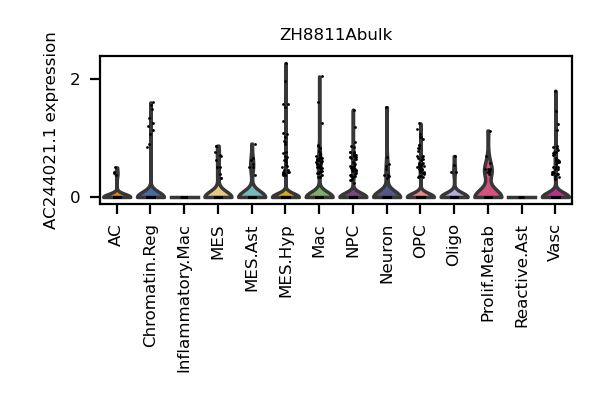 ZH8811Abulk
AC244021.1 expression
2
0
AC
Chromatin.Reg
Inflammatory.Mac
MES
MES.Ast
MES.Hyp
Mac
NPC
Neuron
OPC
Oligo
Prolif.Metab
Reactive.Ast
Vasc